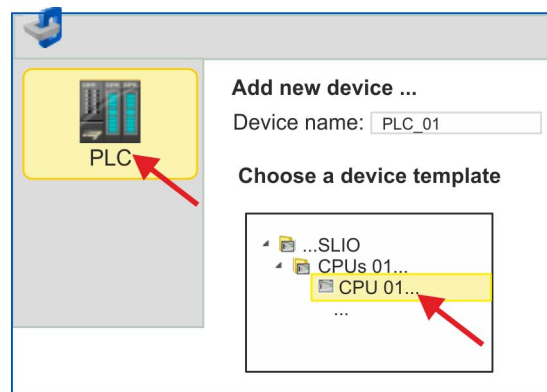 PLC
Add new device ...
Device name: PLC_01
Choose a device template
...SLIO
CPUs 01...
CPU 01...
...